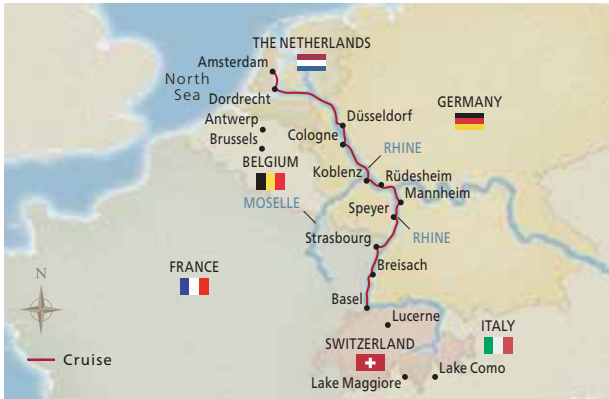 THE NETHERLANDS
Amsterdam
North
Sea
Dordrecht
GERMANY
Antwerp
Düsseldorf
Brussels
Cologne
RHINE
BELGIUM
Koblenz
Rüdesheim
MOSELLE
Mannheim
Speyer
Strasbourg
RHINE
FRANCE
Breisach
N
Basel
Lucerne
ITALY
SWITZERLAND
Cruise
Lake Como
Lake Maggiore